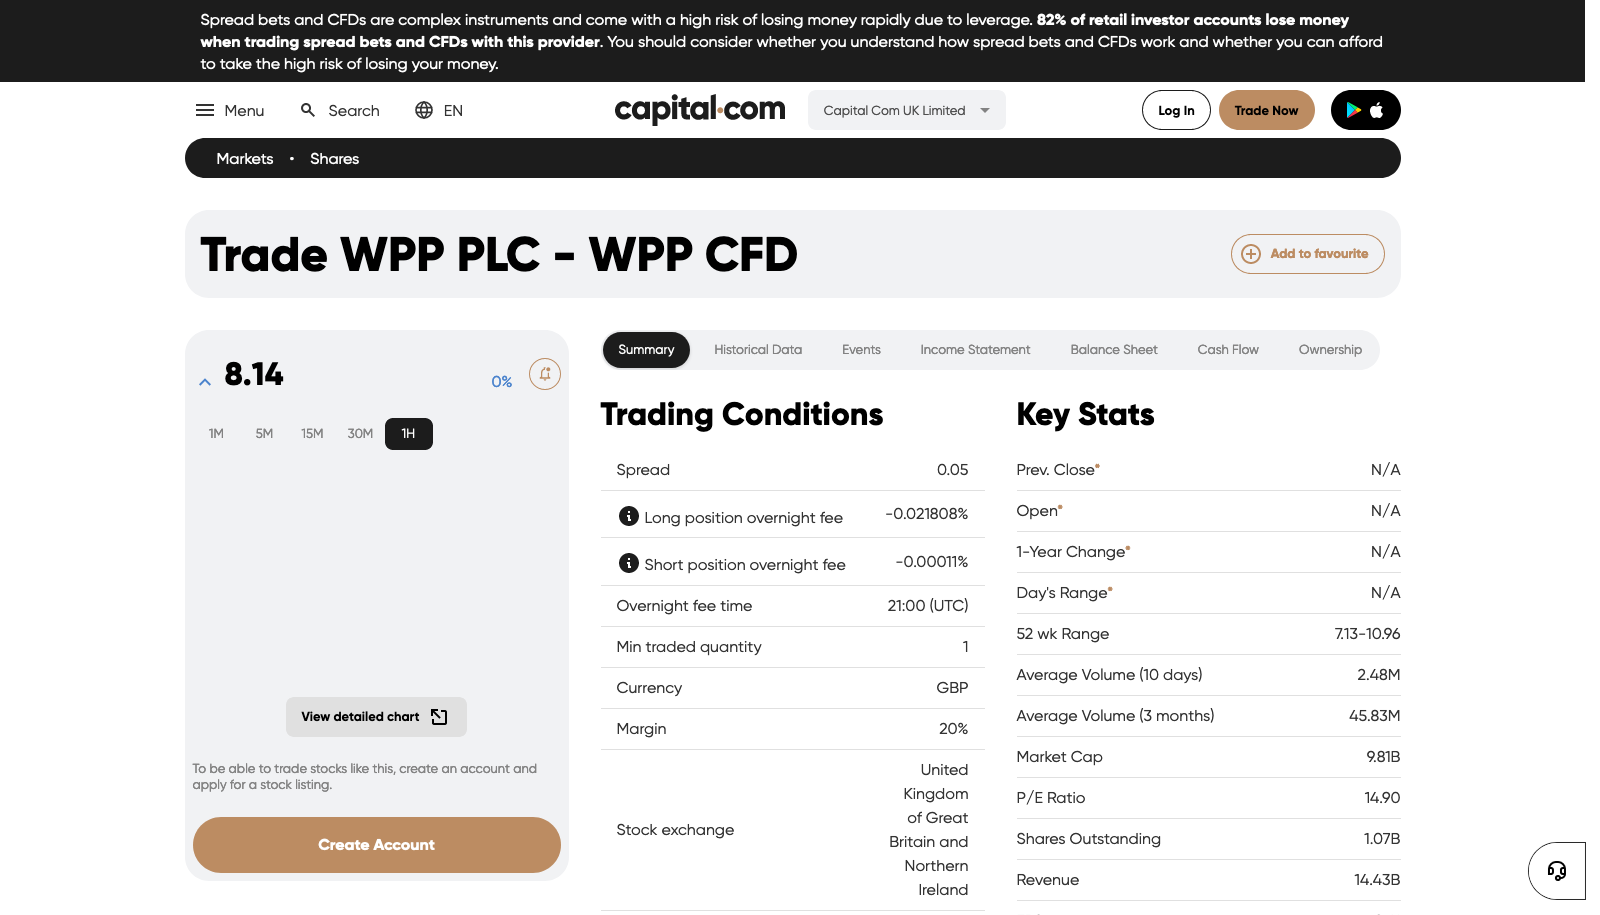 Spread bets and CFDs are complex instruments and come with a high risk of losing money rapidly due to leverage. 82% of retail investor accounts lose money
when trading spread bets and CFDs with this provider. You should consider whether you understand how spread bets and CFDs work and whether you can afford
to take the high risk of losing your money.
Menu Search EN capital.com Capital Com UK Limited Log In Trade Now
Markets • Shares
Trade WPP PLC - WPP CFD Add to favourite
8.14 0%
1M 5M 15M 30M 1H
View detailed chart
To be able to trade stocks like this, create an account and
apply for a stock listing.
Create Account
Summary Historical Data Events Income Statement Balance Sheet Cash Flow Ownership
Trading Conditions
Spread 0.05
Long position overnight fee -0.021808%
Short position overnight fee -0.00011%
Overnight fee time 21:00 (UTC)
Min traded quantity 1
Currency GBP
Margin 20%
Stock exchange
United
Kingdom
of Great
Britain and
Northern
Ireland
Key Stats
Prev. Close* N/A
Open* N/A
1-Year Change* N/A
Day's Range* N/A
52 wk Range 7.13-10.96
Average Volume (10 days) 2.48M
Average Volume (3 months) 45.83M
Market Cap 9.81B
P/E Ratio 14.90
Shares Outstanding 1.07B
Revenue 14.43B